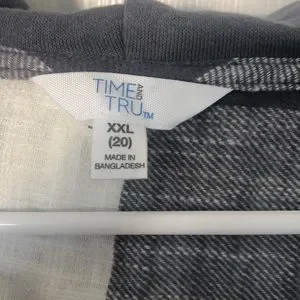 TIME AND
TRU™
XXL
(20)
MADE IN
BANGLADESH